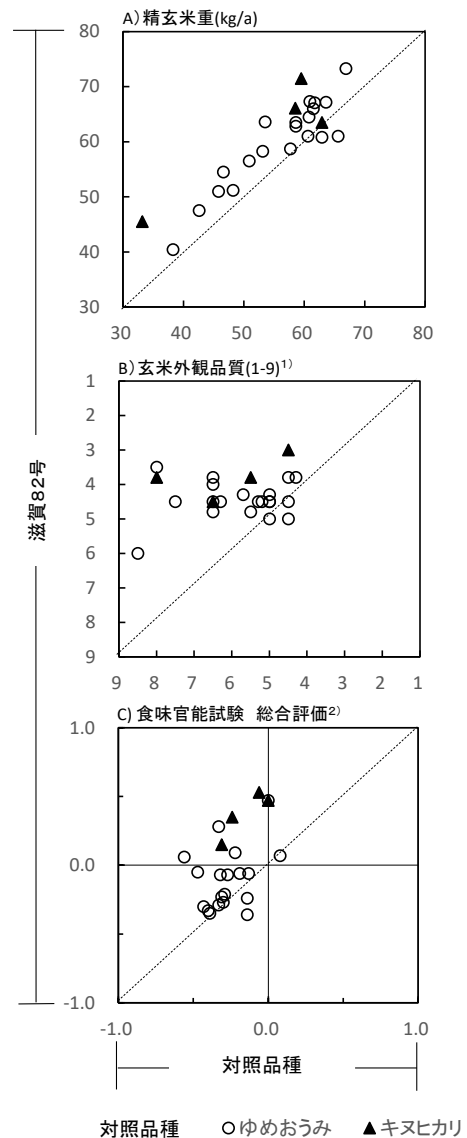 A)精玄米重(kg/a)
80
70
60
50
40
30
30 40 50 60 70 80
B)玄米外観品質(1-9)1)
1
2
3
4
5
6
7
8
9
9 8 7 6 5 4 3 2 1
滋賀82号
C) 食味官能試験 総合評価2)
1.0
0.0
-1.0
-1.0 0.0 1.0
対照品種
対照品種 ○ゆめおうみ ▲キヌヒカリ